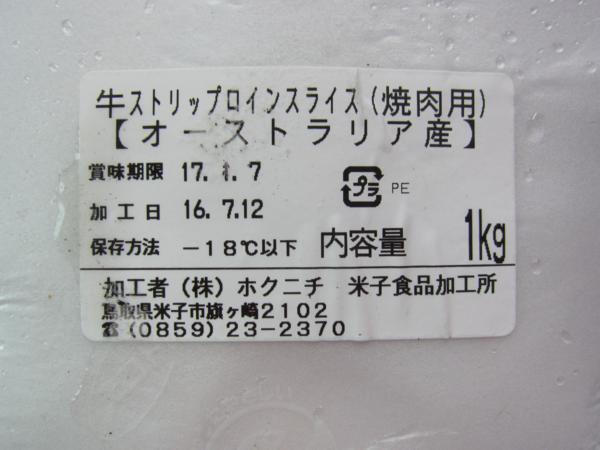 牛ストリップロインスライス(焼肉用)
【オーストラリア産】
賞味期限 17. 1. 7
プラ PE
加工日 16. 7.12
保存方法 -18℃以下 内容量 1kg
加工者(株)ホクニチ 米子食品加工所
鳥取県米子市旗ヶ崎2102
☎(0859)23-2370